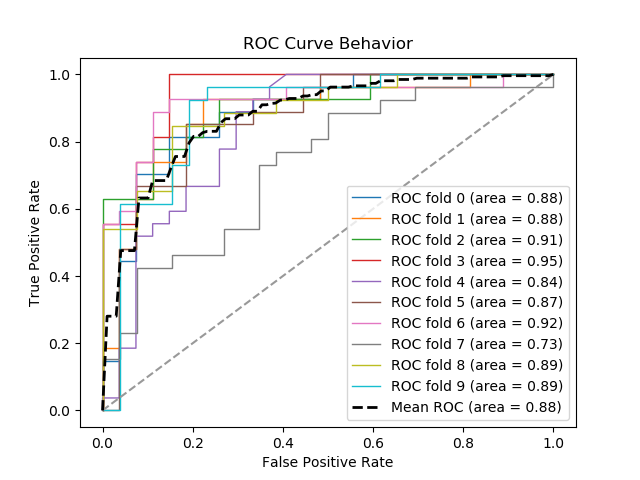 ROC Curve Behavior
True Positive Rate
1.0
0.8
0.6
0.4
0.2
0.0
ROC fold 0 (area = 0.88)
ROC fold 1 (area = 0.88)
ROC fold 2 (area = 0.91)
ROC fold 3 (area = 0.95)
ROC fold 4 (area = 0.84)
ROC fold 5 (area = 0.87)
ROC fold 6 (area = 0.92)
ROC fold 7 (area = 0.73)
ROC fold 8 (area = 0.89)
ROC fold 9 (area = 0.89)
Mean ROC (area = 0.88)
0.0 0.2 0.4 0.6 0.8 1.0
False Positive Rate